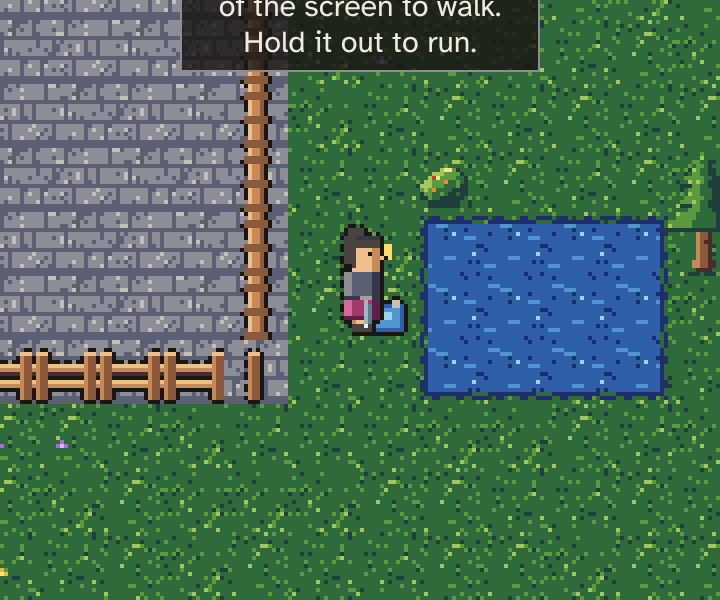 of the screen to walk.
Hold it out to run.